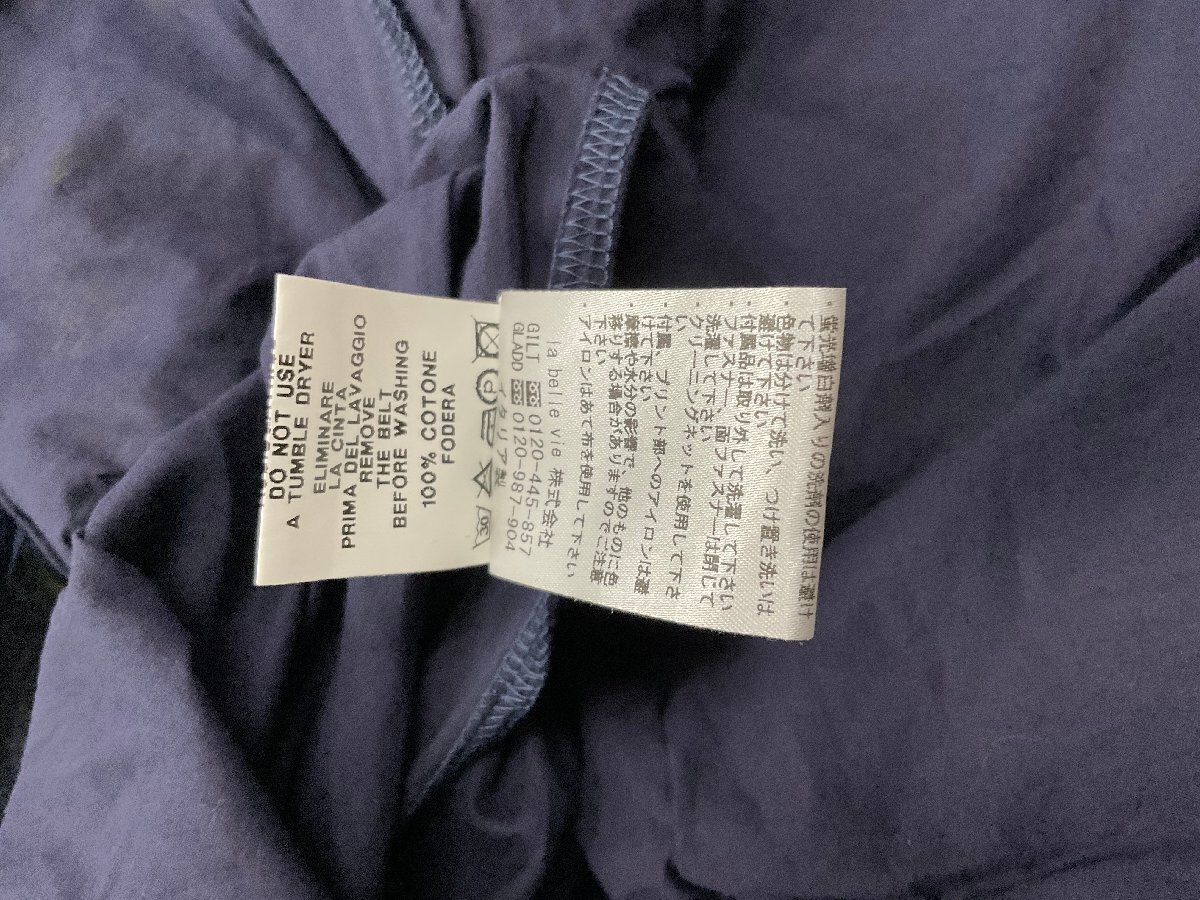 DO NOT USE
A TUMBLE DRYER
ELIMINARE
LA CINTA
PRIMA DEL LAVAGGIO
REMOVE
THE BELT
BEFORE WASHING
100% COTONE
FODERA
・蛍光増白剤入りの洗剤の使用は避け
て下さい
・色物は分けて洗い、つけ置き洗いは
避けて下さい
・付属品は取り外して洗濯して下さい
・ファスナー、面ファスナーは閉じて
洗濯して下さい
・クリーニングネットを使用して下さ
い
・付属、プリント部へのアイロンは避
けて下さい
・摩擦や水分の影響で、他のものに色
移りする場合がありますのでご注意
下さい
・アイロンはあて布を使用して下さい
la belle vie 株式会社
GILT 0120-445-857
GLADD 0120-987-904
イタリア製